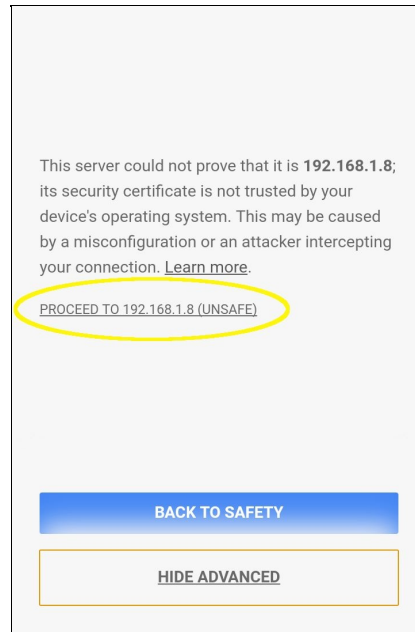 This server could not prove that it is 192.168.1.8;
its security certificate is not trusted by your
device's operating system. This may be caused
by a misconfiguration or an attacker intercepting
your connection. Learn more.
PROCEED TO 192.168.1.8 (UNSAFE)
BACK TO SAFETY
HIDE ADVANCED